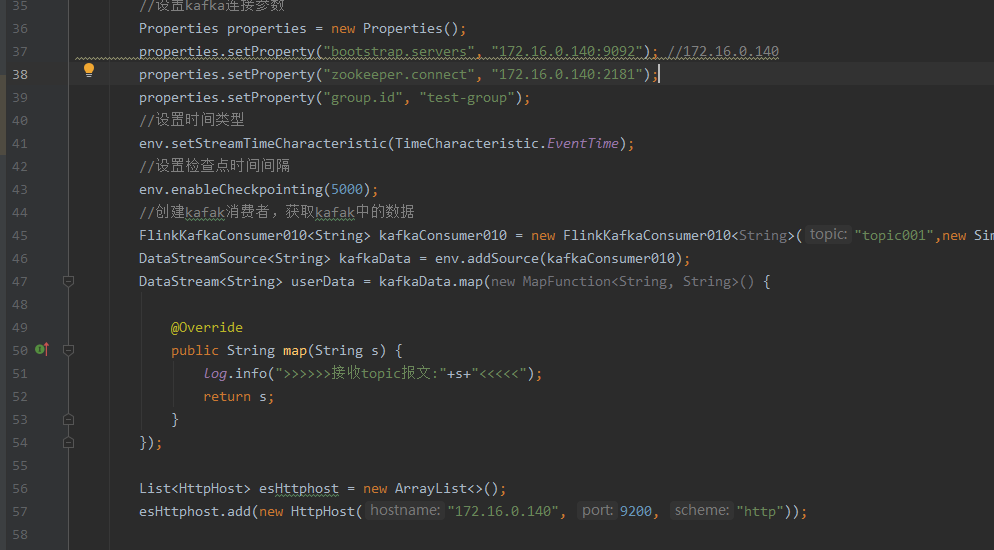 35 //设置kafka连接参数
36 Properties properties = new Properties();
37 properties.setProperty("bootstrap.servers", "172.16.0.140:9092"); //172.16.0.140
38 properties.setProperty("zookeeper.connect", "172.16.0.140:2181");
39 properties.setProperty("group.id", "test-group");
40 //设置时间类型
41 env.setStreamTimeCharacteristic(TimeCharacteristic.EventTime);
42 //设置检查点时间间隔
43 env.enableCheckpointing(5000);
44 //创建kafak消费者，获取kafak中的数据
45 FlinkKafkaConsumer010<String> kafkaConsumer010 = new FlinkKafkaConsumer010<String>( topic: "topic001",new Sim
46 DataStreamSource<String> kafkaData = env.addSource(kafkaConsumer010);
47 DataStream<String> userData = kafkaData.map(new MapFunction<String, String>() {
48
49 @Override
50 public String map(String s) {
51 log.info(">>>>>>接收topic报文:"+s+"<<<<<");
52 return s;
53 }
54 });
55
56 List<HttpHost> esHttphost = new ArrayList<>();
57 esHttphost.add(new HttpHost( hostname: "172.16.0.140", port: 9200, scheme: "http"));
58